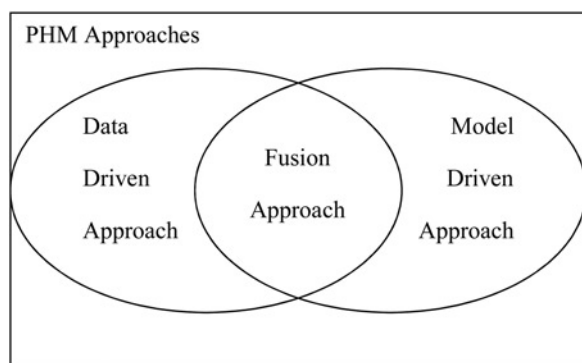 PHM Approaches
Data
Driven
Approach
Fusion
Approach
Model
Driven
Approach